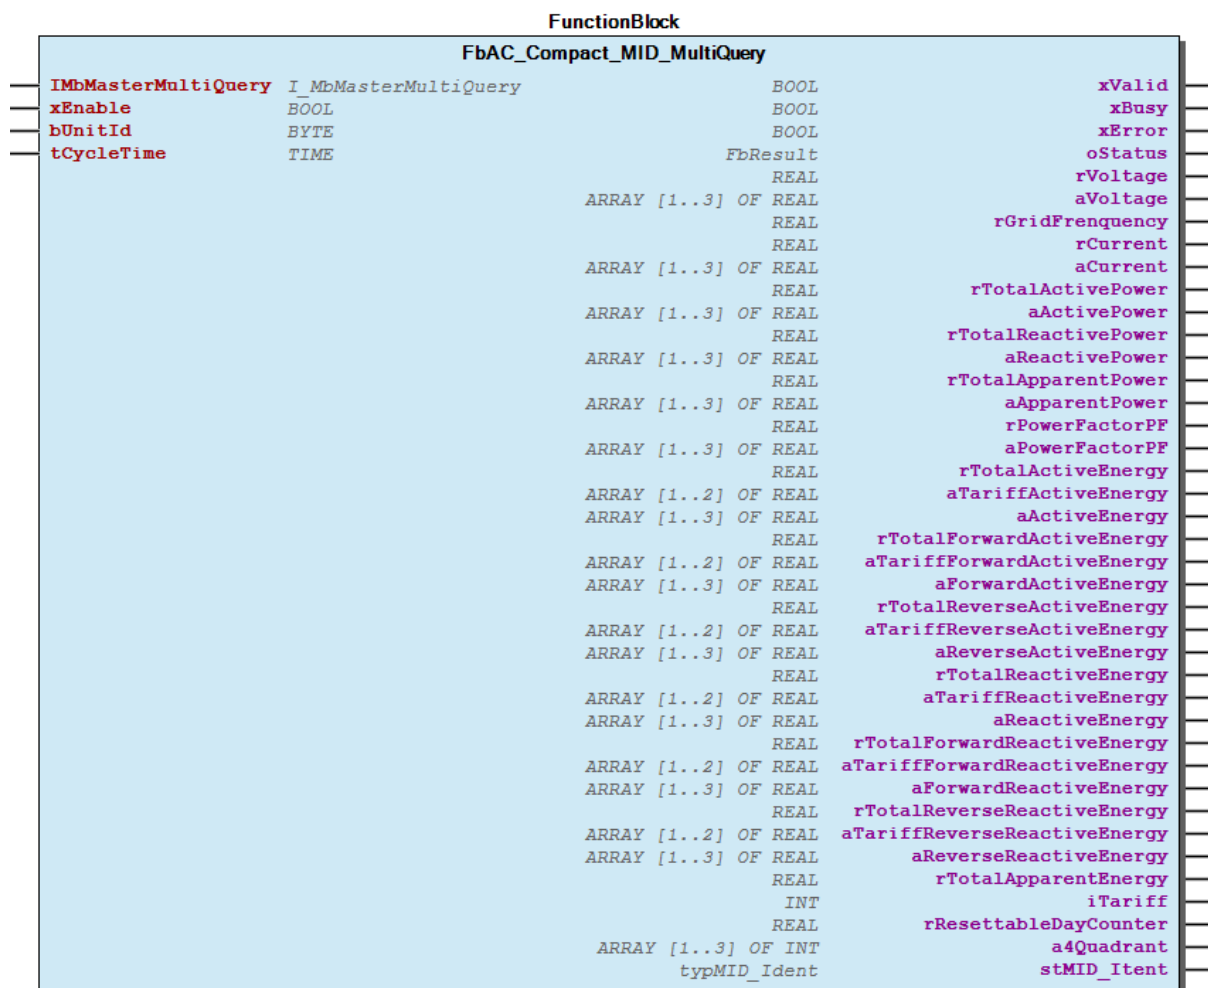 FunctionBlock
FbAC_Compact_MID_MultiQuery
IMbMasterMultiQuery I_MbMasterMultiQuery BOOL xValid
xEnable BOOL BOOL xBusy
bUnitId BYTE BOOL xError
tCycleTime TIME FbResult oStatus
REAL rVoltage
ARRAY [1..3] OF REAL aVoltage
REAL rGridFrenquency
REAL rCurrent
ARRAY [1..3] OF REAL aCurrent
REAL rTotalActivePower
ARRAY [1..3] OF REAL aActivePower
REAL rTotalReactivePower
ARRAY [1..3] OF REAL aReactivePower
REAL rTotalApparentPower
ARRAY [1..3] OF REAL aApparentPower
REAL rPowerFactorPF
ARRAY [1..3] OF REAL aPowerFactorPF
REAL rTotalActiveEnergy
ARRAY [1..2] OF REAL aTariffActiveEnergy
ARRAY [1..3] OF REAL aActiveEnergy
REAL rTotalForwardActiveEnergy
ARRAY [1..2] OF REAL aTariffForwardActiveEnergy
ARRAY [1..3] OF REAL aForwardActiveEnergy
REAL rTotalReverseActiveEnergy
ARRAY [1..2] OF REAL aTariffReverseActiveEnergy
ARRAY [1..3] OF REAL aReverseActiveEnergy
REAL rTotalReactiveEnergy
ARRAY [1..2] OF REAL aTariffReactiveEnergy
ARRAY [1..3] OF REAL aReactiveEnergy
REAL rTotalForwardReactiveEnergy
ARRAY [1..2] OF REAL aTariffForwardReactiveEnergy
ARRAY [1..3] OF REAL aForwardReactiveEnergy
REAL rTotalReverseReactiveEnergy
ARRAY [1..2] OF REAL aTariffReverseReactiveEnergy
ARRAY [1..3] OF REAL aReverseReactiveEnergy
REAL rTotalApparentEnergy
INT iTariff
REAL rResettableDayCounter
ARRAY [1..3] OF INT a4Quadrant
typMID_Ident stMID_Itent